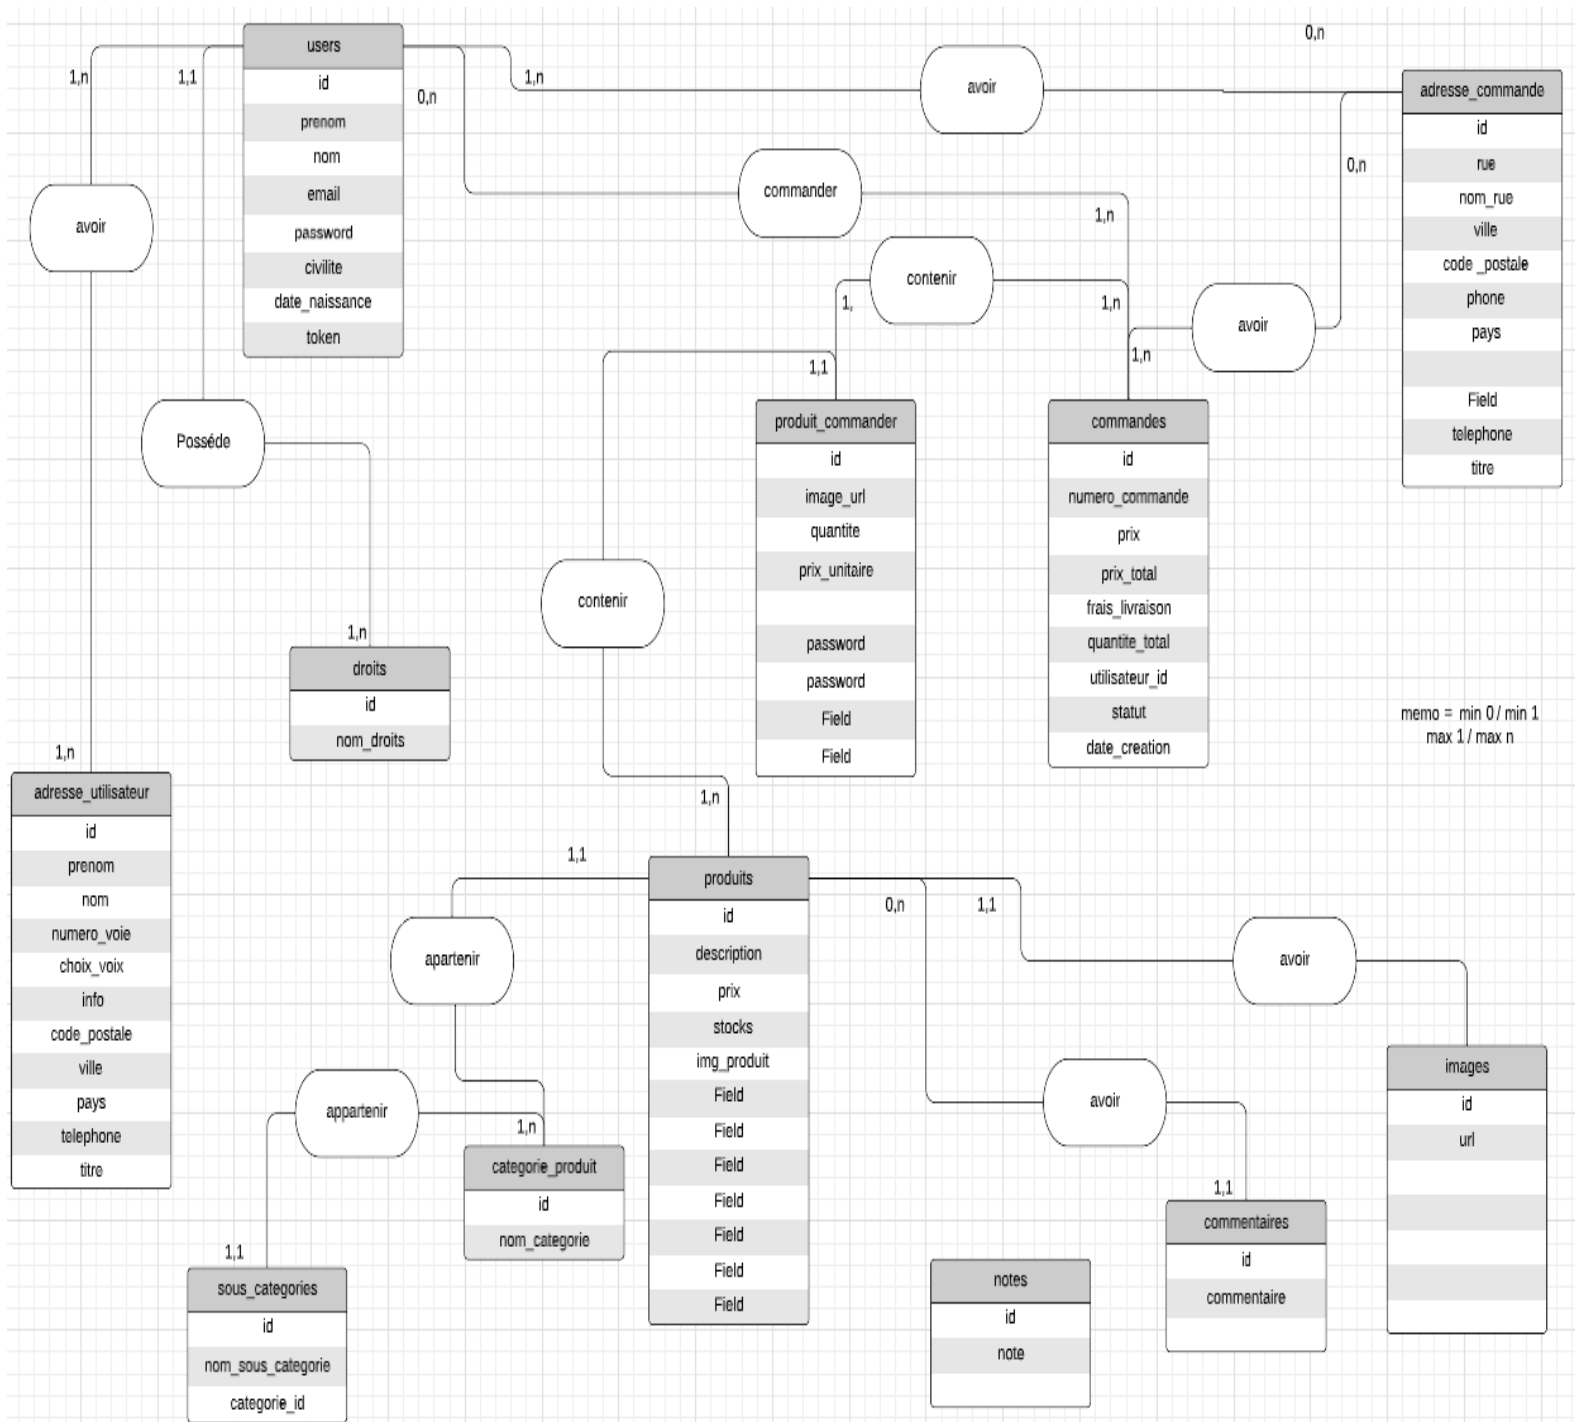 users
id
prenom
nom
email
password
civilite
date_naissance
token
1,n
1,1
0,n
1,n
avoir
0,n
adresse_commande
id
rue
nom_rue
ville
code _postale
phone
pays
Field
telephone
titre
0,n
commander
1,n
avoir
contenir
1,
1,n
avoir
1,n
1,1
Posséde
1,n
droits
id
nom_droits
produit_commander
id
image_url
quantite
prix_unitaire
password
password
Field
Field
commandes
id
numero_commande
prix
prix_total
frais_livraison
quantite_total
utilisateur_id
statut
date_creation
contenir
memo = min 0 / min 1
max 1 / max n
1,n
adresse_utilisateur
id
prenom
nom
numero_voie
choix_voix
info
code_postale
ville
pays
telephone
titre
1,n
1,1
produits
id
description
prix
stocks
img_produit
Field
Field
Field
Field
Field
Field
Field
0,n
1,1
apartenir
avoir
appartenir
1,n
categorie_produit
id
nom_categorie
1,1
sous_categories
id
nom_sous_categorie
categorie_id
avoir
1,1
commentaires
id
commentaire
images
id
url
notes
id
note